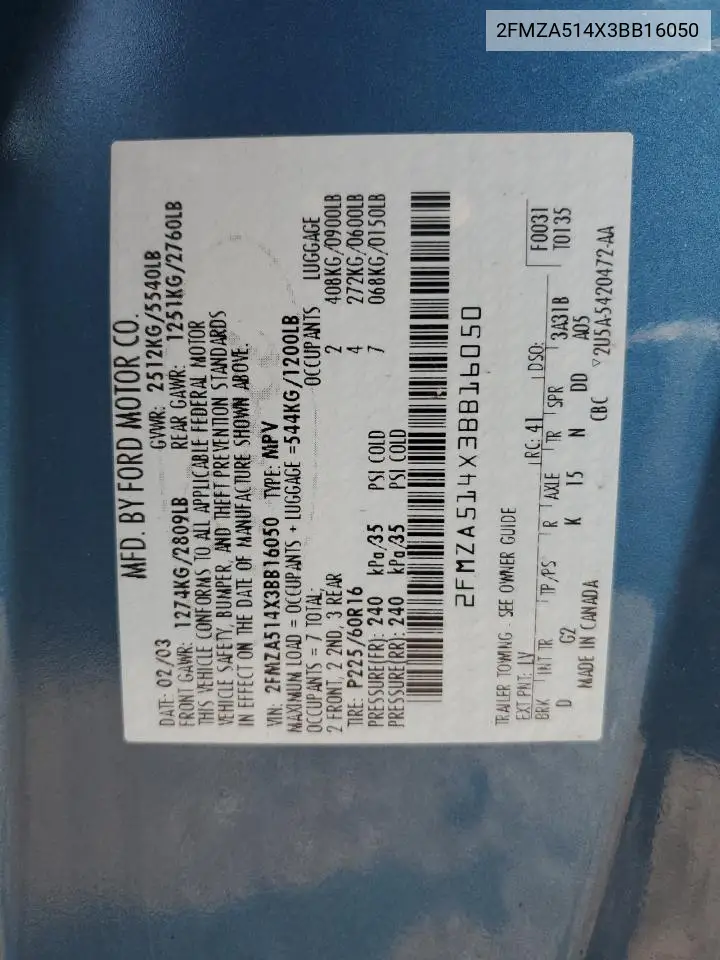 2FMZA514X3BB16050
MFD. BY FORD MOTOR CO.
DATE: 02/03 GVWR: 2512KG/5540LB
FRONT GAWR: 1274KG/2809LB REAR GAWR: 1251KG/2760LB
THIS VEHICLE CONFORMS TO ALL APPLICABLE FEDERAL MOTOR
VEHICLE SAFETY, BUMPER, AND THEFT PREVENTION STANDARDS
IN EFFECT ON THE DATE OF MANUFACTURE SHOWN ABOVE.
VIN: 2FMZA514X3BB16050 TYPE: MPV
MAXIMUM LOAD = OCCUPANTS + LUGGAGE =544KG/1200LB
OCCUPANTS = 7 TOTAL; OCCUPANTS LUGGAGE
2 FRONT, 2 2ND, 3 REAR 2 408KG/0900LB
TIRE: P225/60R16 4 272KG/0600LB
PRESSURE(FR): 240 kPa/35 PSI COLD 7 068KG/0150LB
PRESSURE(RR): 240 kPa/35 PSI COLD
2FMZA514X3BB16050
TRAILER TOWING - SEE OWNER GUIDE
EXT PNT: LV RC: 41 DSO: F0031
BRK INT TR TP/PS R AXLE TR SPR 3A31B T0135
D G2 K 15 N DD A05
MADE IN CANADA CBC ▽2U5A-5420472-AA